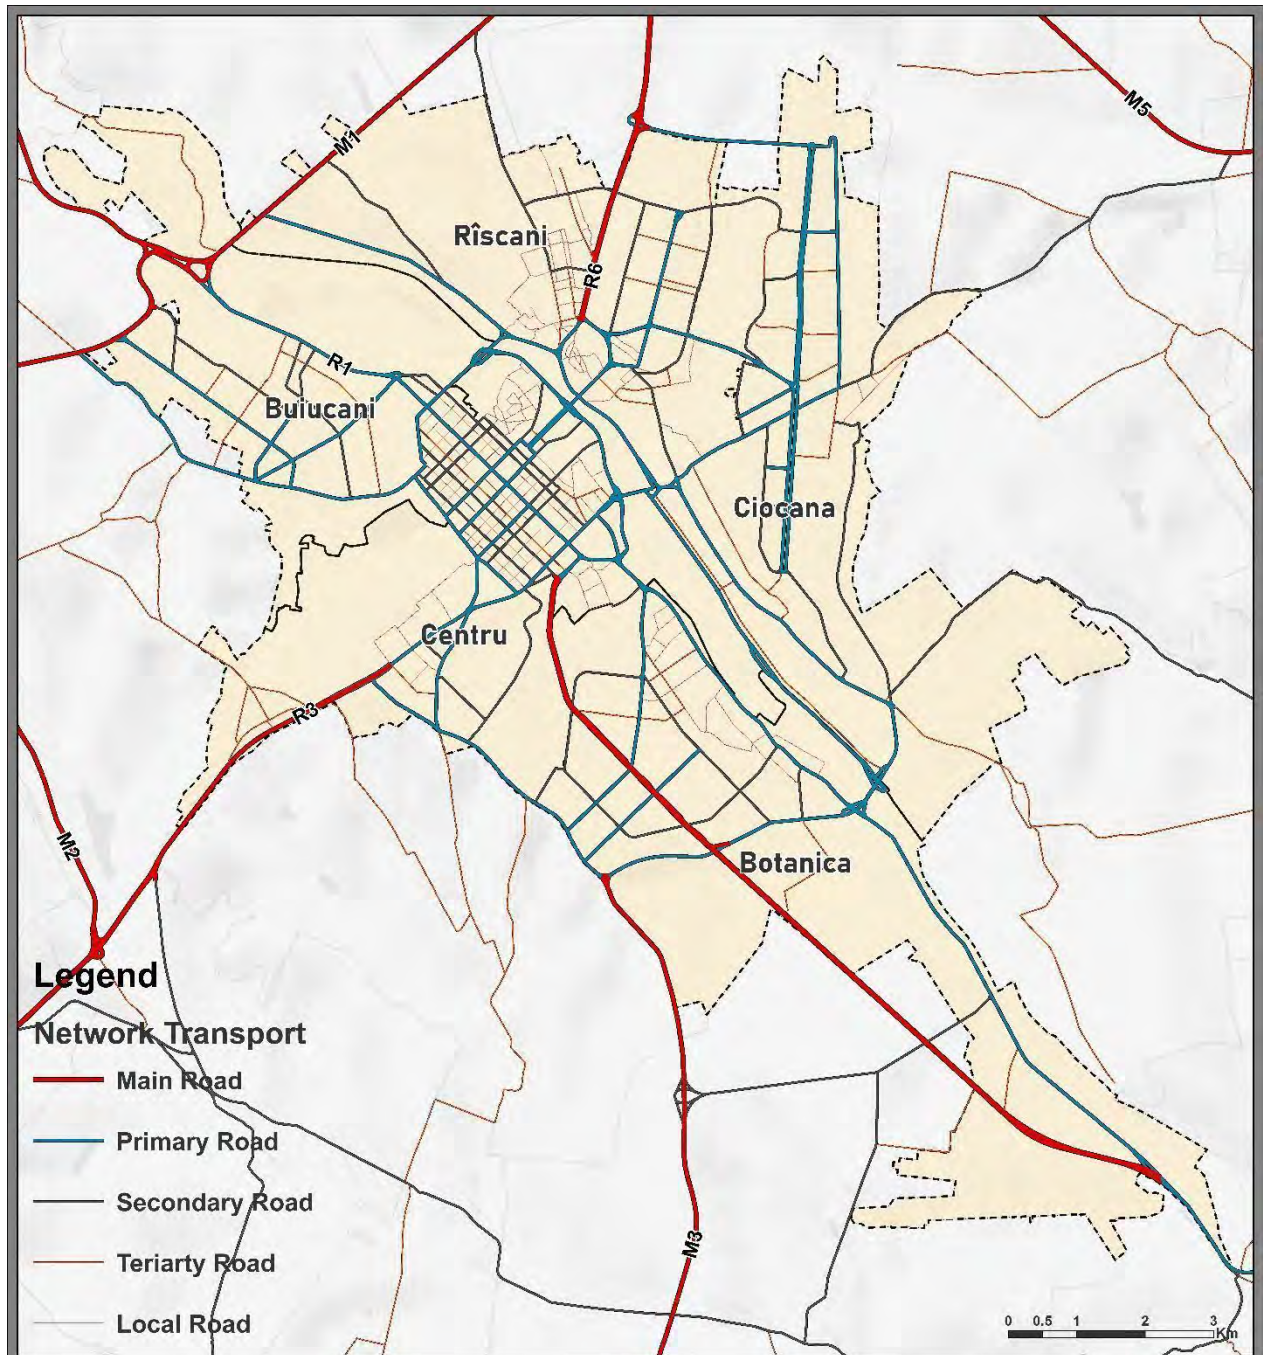 M5
M1
Rîscani
R6
R1
Buiucani
Ciocana
Centru
R3
M2
Botanica
Legend
Network Transport
Main Road
Primary Road
Secondary Road
Teriarty Road
Local Road
M3
0 0.5 1 2 3
Km